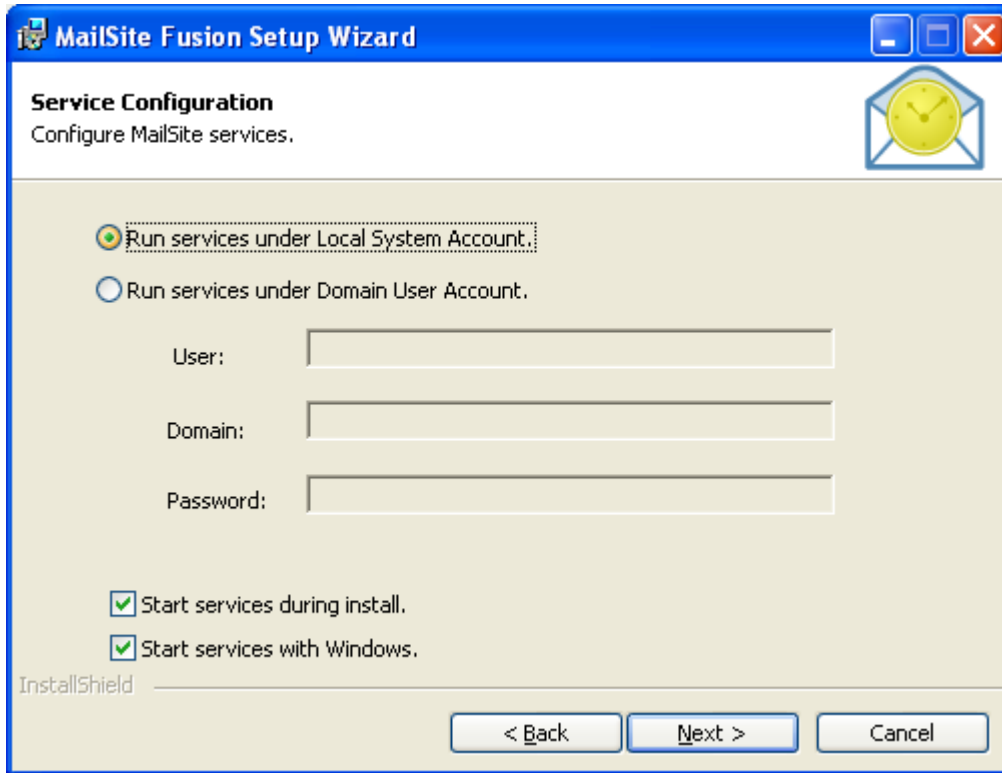 MailSite Fusion Setup Wizard
Service Configuration
Configure MailSite services.
Run services under Local System Account.
Run services under Domain User Account.
User:
Domain:
Password:
Start services during install.
Start services with Windows.
InstallShield
< Back
Next >
Cancel